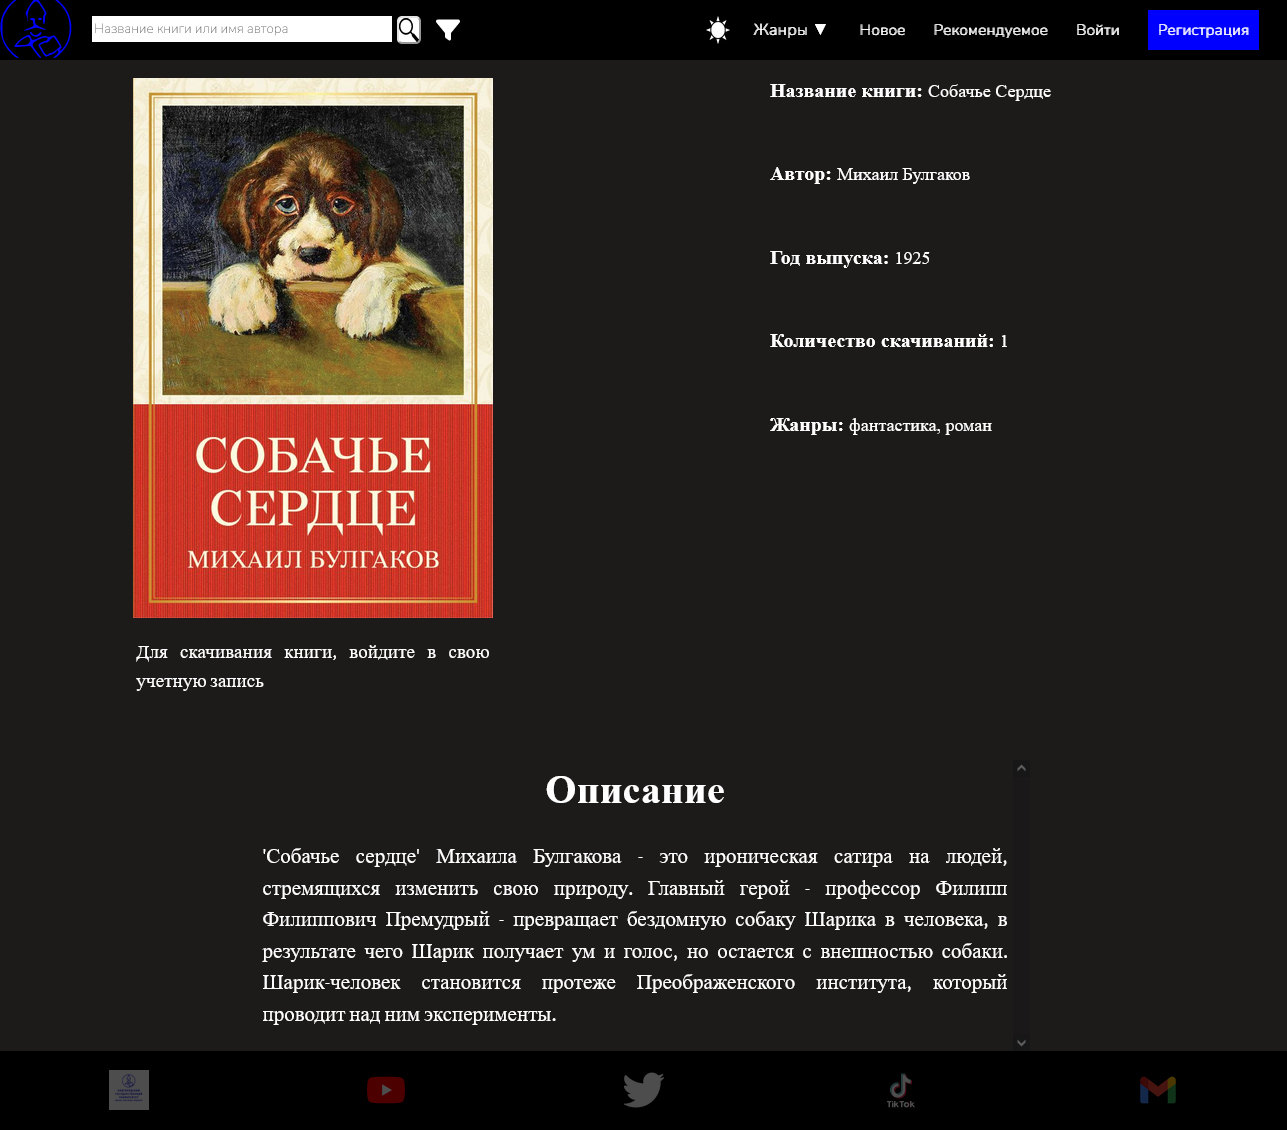 Название книги или имя автора
Жанры ▼ Новое Рекомендуемое Войти Регистрация
СОБАЧЬЕ
СЕРДЦЕ
МИХАИЛ БУЛГАКОВ
Название книги: Собачье Сердце
Автор: Михаил Булгаков
Год выпуска: 1925
Количество скачиваний: 1
Жанры: фантастика, роман
Для скачивания книги, войдите в свою
учетную запись
Описание
'Собачье сердце' Михаила Булгакова - это ироническая сатира на людей,
стремящихся изменить свою природу. Главный герой - профессор Филипп
Филиппович Премудрый - превращает бездомную собаку Шарика в человека, в
результате чего Шарик получает ум и голос, но остается с внешностью собаки.
Шарик-человек становится протеже Преображенского института, который
проводит над ним эксперименты.
TikTok